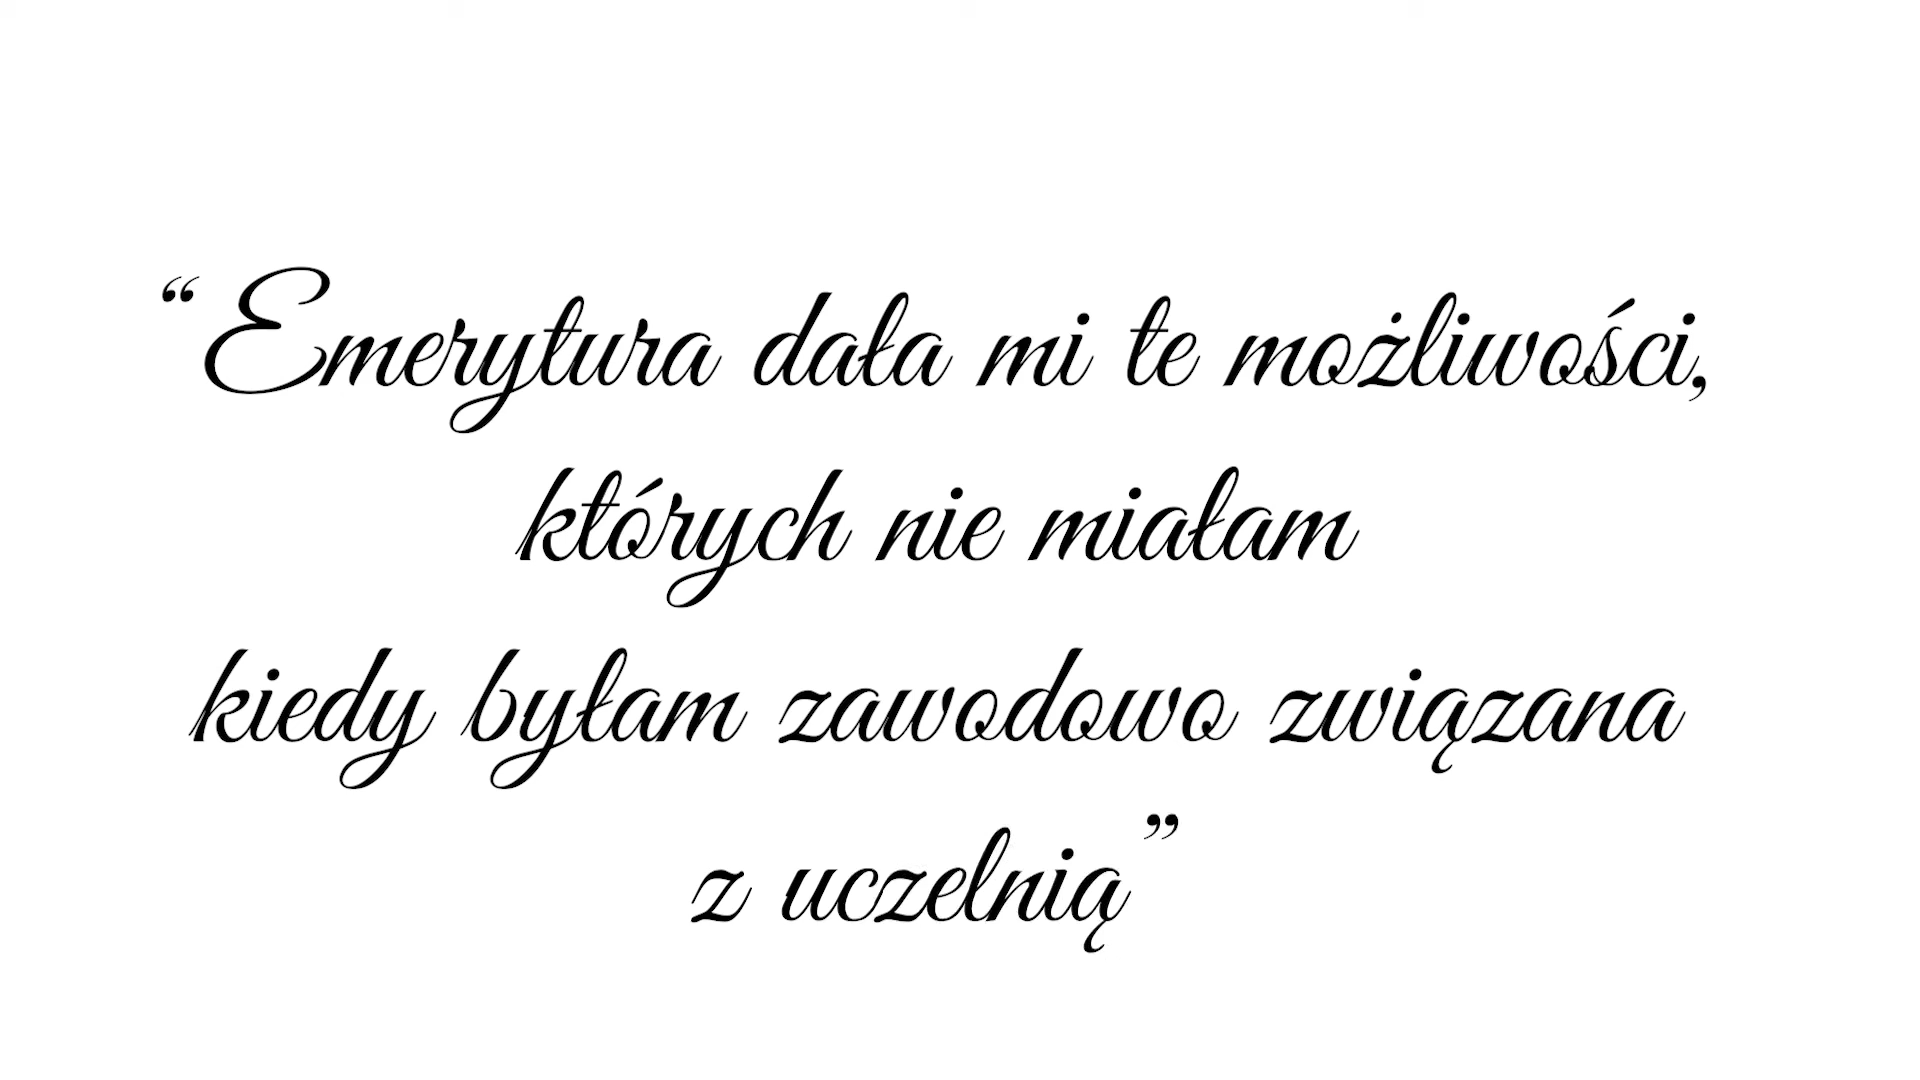 “Emerytura dała mi te możliwości,
których nie miałam
kiedy byłam zawodowo związana
z uczelnią”